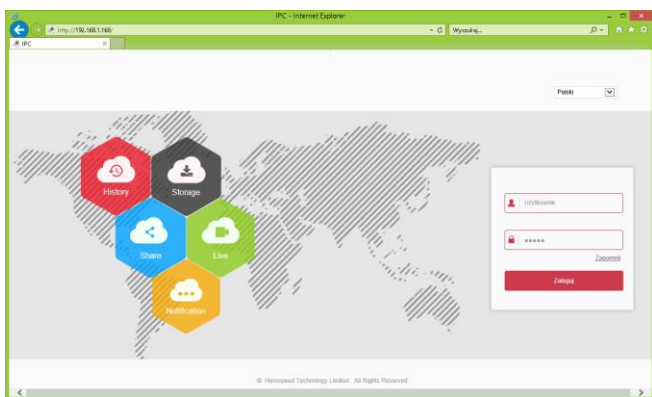 IPC - Internet Explorer
http://192.168.1.168/
Wyszukaj...
IPC
Polski
History
Storage
Share
Live
Notification
Użytkownik
Zapomnij
Zaloguj
© Herospeed Technology Limited. All Rights Reserved.